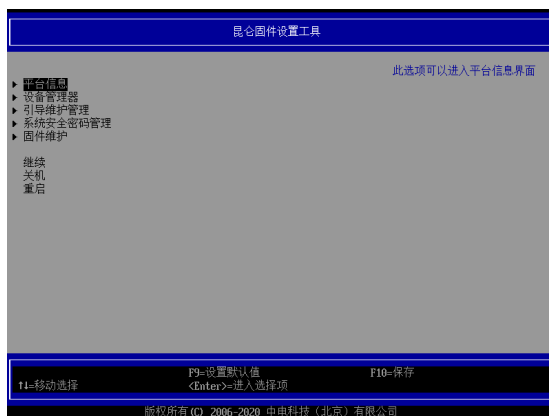 昆仑固件设置工具
此选项可以进入平台信息界面
平台信息
设备管理器
引导维护管理
系统安全密码管理
固件维护
继续
关机
重启
F9=设置默认值 F10=保存
↑↓=移动选择 <Enter>=进入选择项
版权所有(C) 2006-2020 中电科技（北京）有限公司